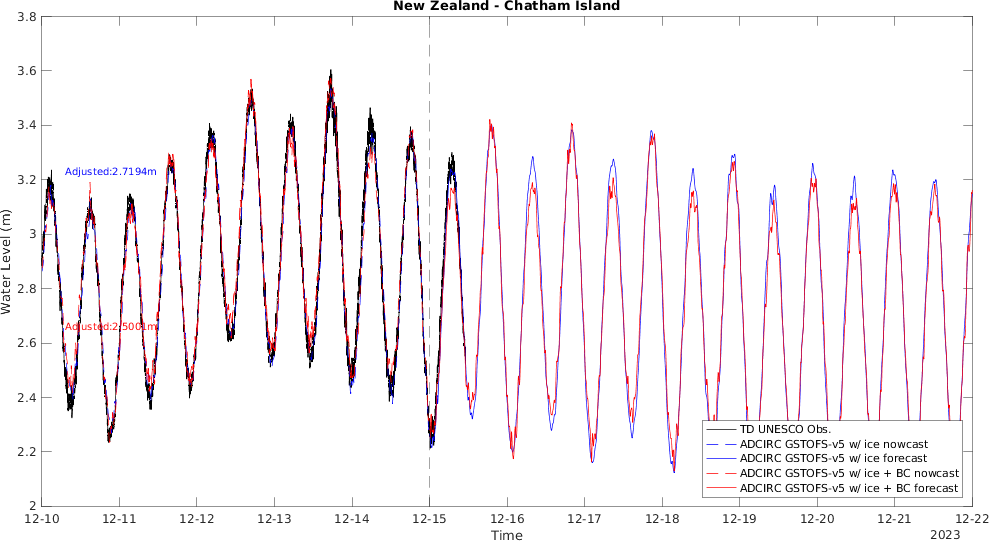 New Zealand - Chatham Island
3.8
3.6
3.4
3.2
3
2.8
2.6
2.4
2.2
2
Water Level (m)
Adjusted:2.7194m
Adjusted:2.5001m
TD UNESCO Obs.
ADCIRC GSTOFS-v5 w/ ice nowcast
ADCIRC GSTOFS-v5 w/ ice forecast
ADCIRC GSTOFS-v5 w/ ice + BC nowcast
ADCIRC GSTOFS-v5 w/ ice + BC forecast
12-10 12-11 12-12 12-13 12-14 12-15 12-16 12-17 12-18 12-19 12-20 12-21 12-22
Time
2023